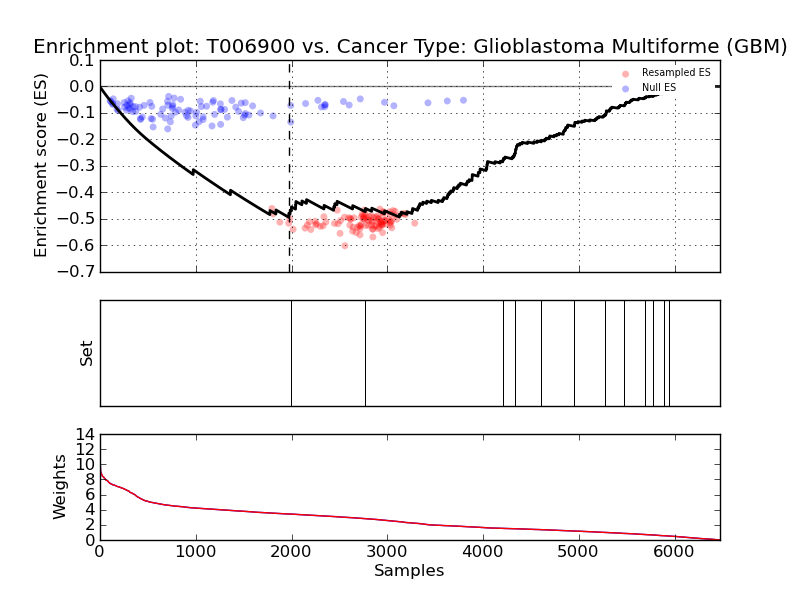 Enrichment plot: T006900 vs. Cancer Type: Glioblastoma Multiforme (GBM)
0.1
0.0
−0.1
−0.2
−0.3
−0.4
−0.5
−0.6
−0.7
Enrichment score (ES)
Resampled ES
Null ES
Set
14
12
10
8
6
4
2
0
Weights
0 1000 2000 3000 4000 5000 6000
Samples